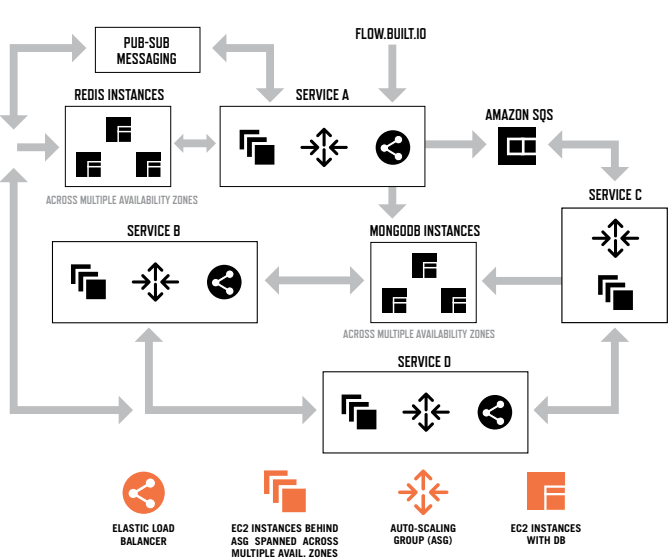 FLOW.BUILT.IO
PUB-SUB
MESSAGING
REDIS INSTANCES
SERVICE A
AMAZON SQS
ACROSS MULTIPLE AVAILABILITY ZONES
SERVICE C
SERVICE B
MONGODB INSTANCES
ACROSS MULTIPLE AVAILABILITY ZONES
SERVICE D
ELASTIC LOAD
BALANCER
EC2 INSTANCES BEHIND
ASG SPANNED ACROSS
MULTIPLE AVAIL. ZONES
AUTO-SCALING
GROUP (ASG)
EC2 INSTANCES
WITH DB